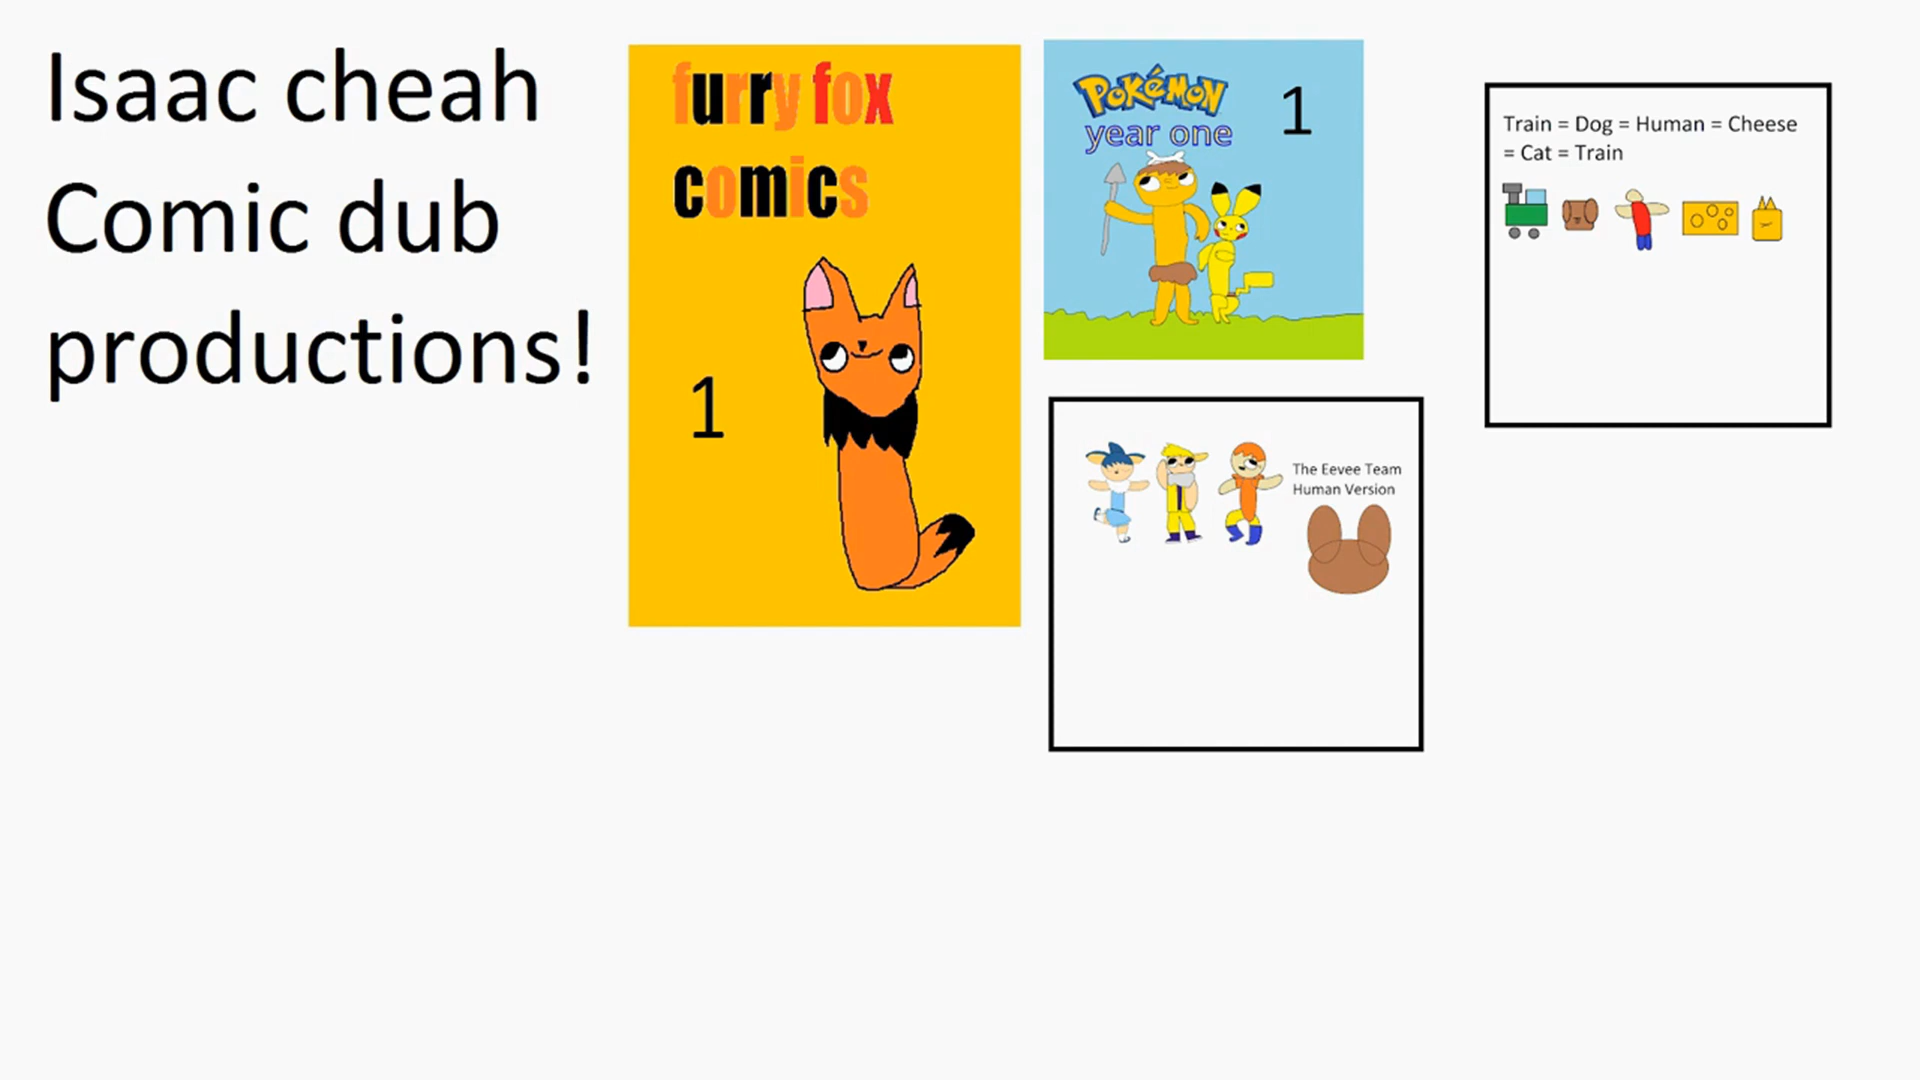 Isaac cheah
Comic dub
productions!
furry fox
comics
1
POKéMON
year one
1
Train = Dog = Human = Cheese
= Cat = Train
The Eevee Team
Human Version